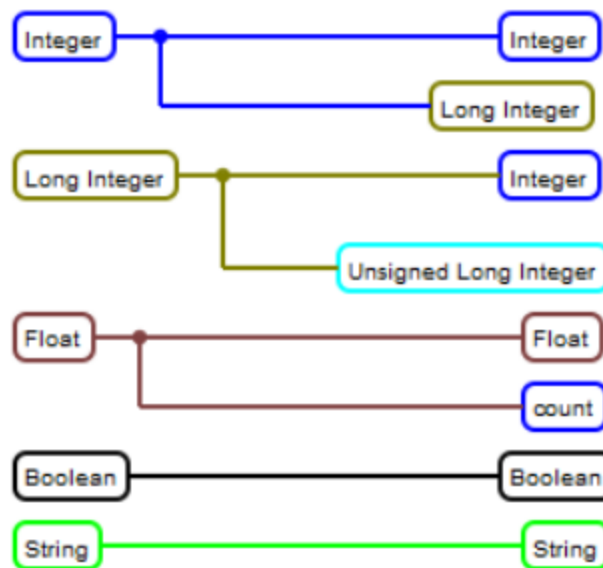 Integer Integer
Long Integer
Long Integer Integer
Unsigned Long Integer
Float Float
count
Boolean Boolean
String String